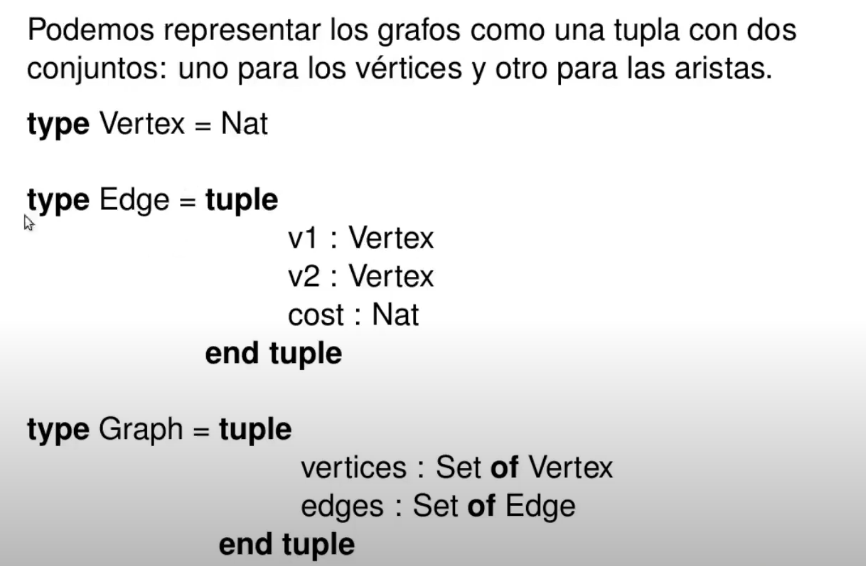 Podemos representar los grafos como una tupla con dos
conjuntos: uno para los vértices y otro para las aristas.
type Vertex = Nat
type Edge = tuple
v1 : Vertex
v2 : Vertex
cost : Nat
end tuple
type Graph = tuple
vertices : Set of Vertex
edges : Set of Edge
end tuple